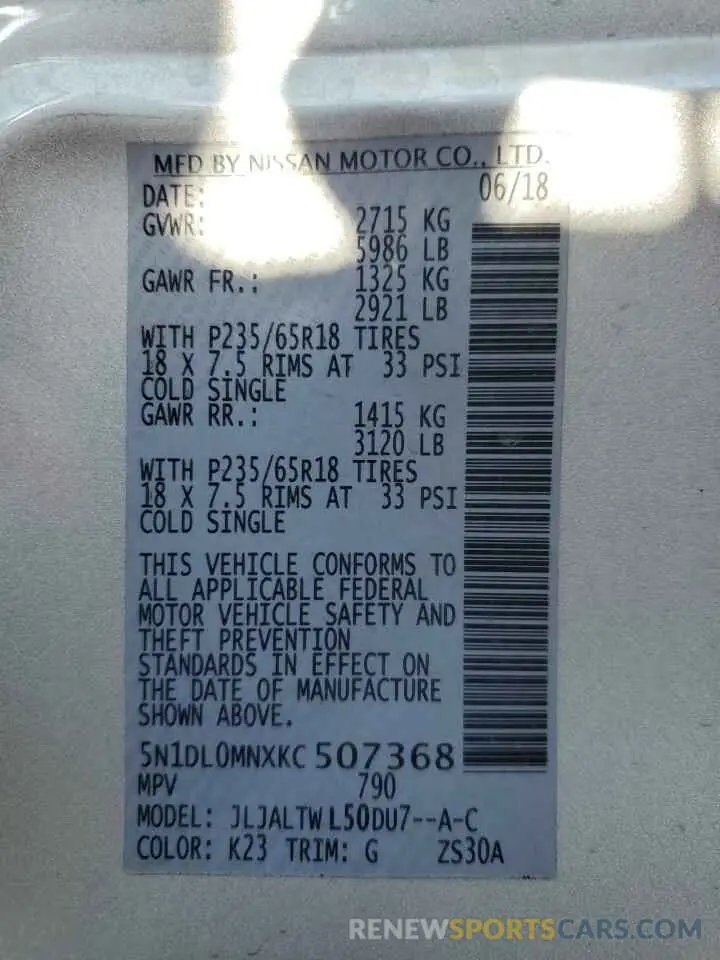 MFD BY NISSAN MOTOR CO., LTD.
DATE: 06/18
GVWR: 2715 KG
5986 LB
GAWR FR.: 1325 KG
2921 LB
WITH P235/65R18 TIRES
18 X 7.5 RIMS AT 33 PSI
COLD SINGLE
GAWR RR.: 1415 KG
3120 LB
WITH P235/65R18 TIRES
18 X 7.5 RIMS AT 33 PSI
COLD SINGLE
THIS VEHICLE CONFORMS TO
ALL APPLICABLE FEDERAL
MOTOR VEHICLE SAFETY AND
THEFT PREVENTION
STANDARDS IN EFFECT ON
THE DATE OF MANUFACTURE
SHOWN ABOVE.
5N1DL0MNXKC507368
MPV 790
MODEL: JLJALTWL50DU7--A-C
COLOR: K23 TRIM: G ZS30A
RENEWSPORTSCARS.COM